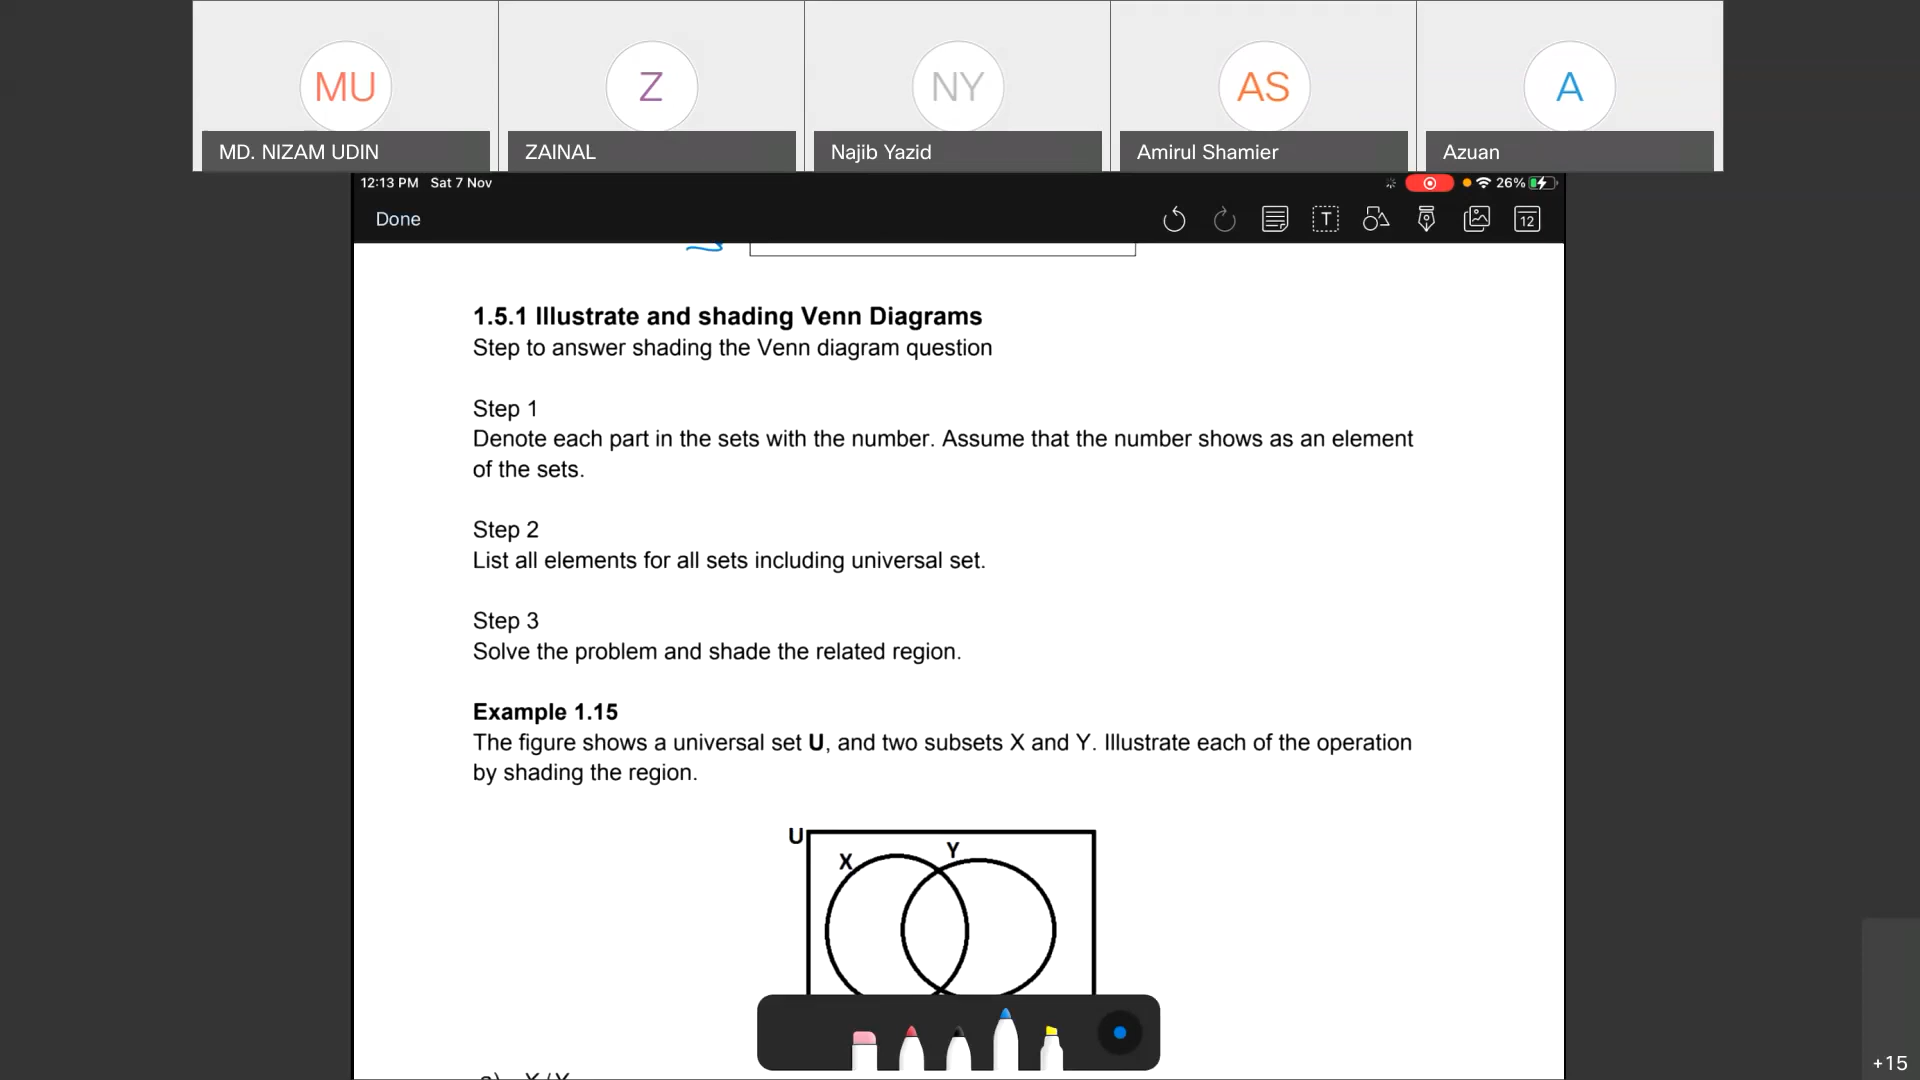 MU
Z
NY
AS
A
MD. NIZAM UDIN
ZAINAL
Najib Yazid
Amirul Shamier
Azuan
12:13 PM Sat 7 Nov
26%
Done
T
12
1.5.1 Illustrate and shading Venn Diagrams
Step to answer shading the Venn diagram question
Step 1
Denote each part in the sets with the number. Assume that the number shows as an element
of the sets.
Step 2
List all elements for all sets including universal set.
Step 3
Solve the problem and shade the related region.
Example 1.15
The figure shows a universal set U, and two subsets X and Y. Illustrate each of the operation
by shading the region.
U
X
Y
+15